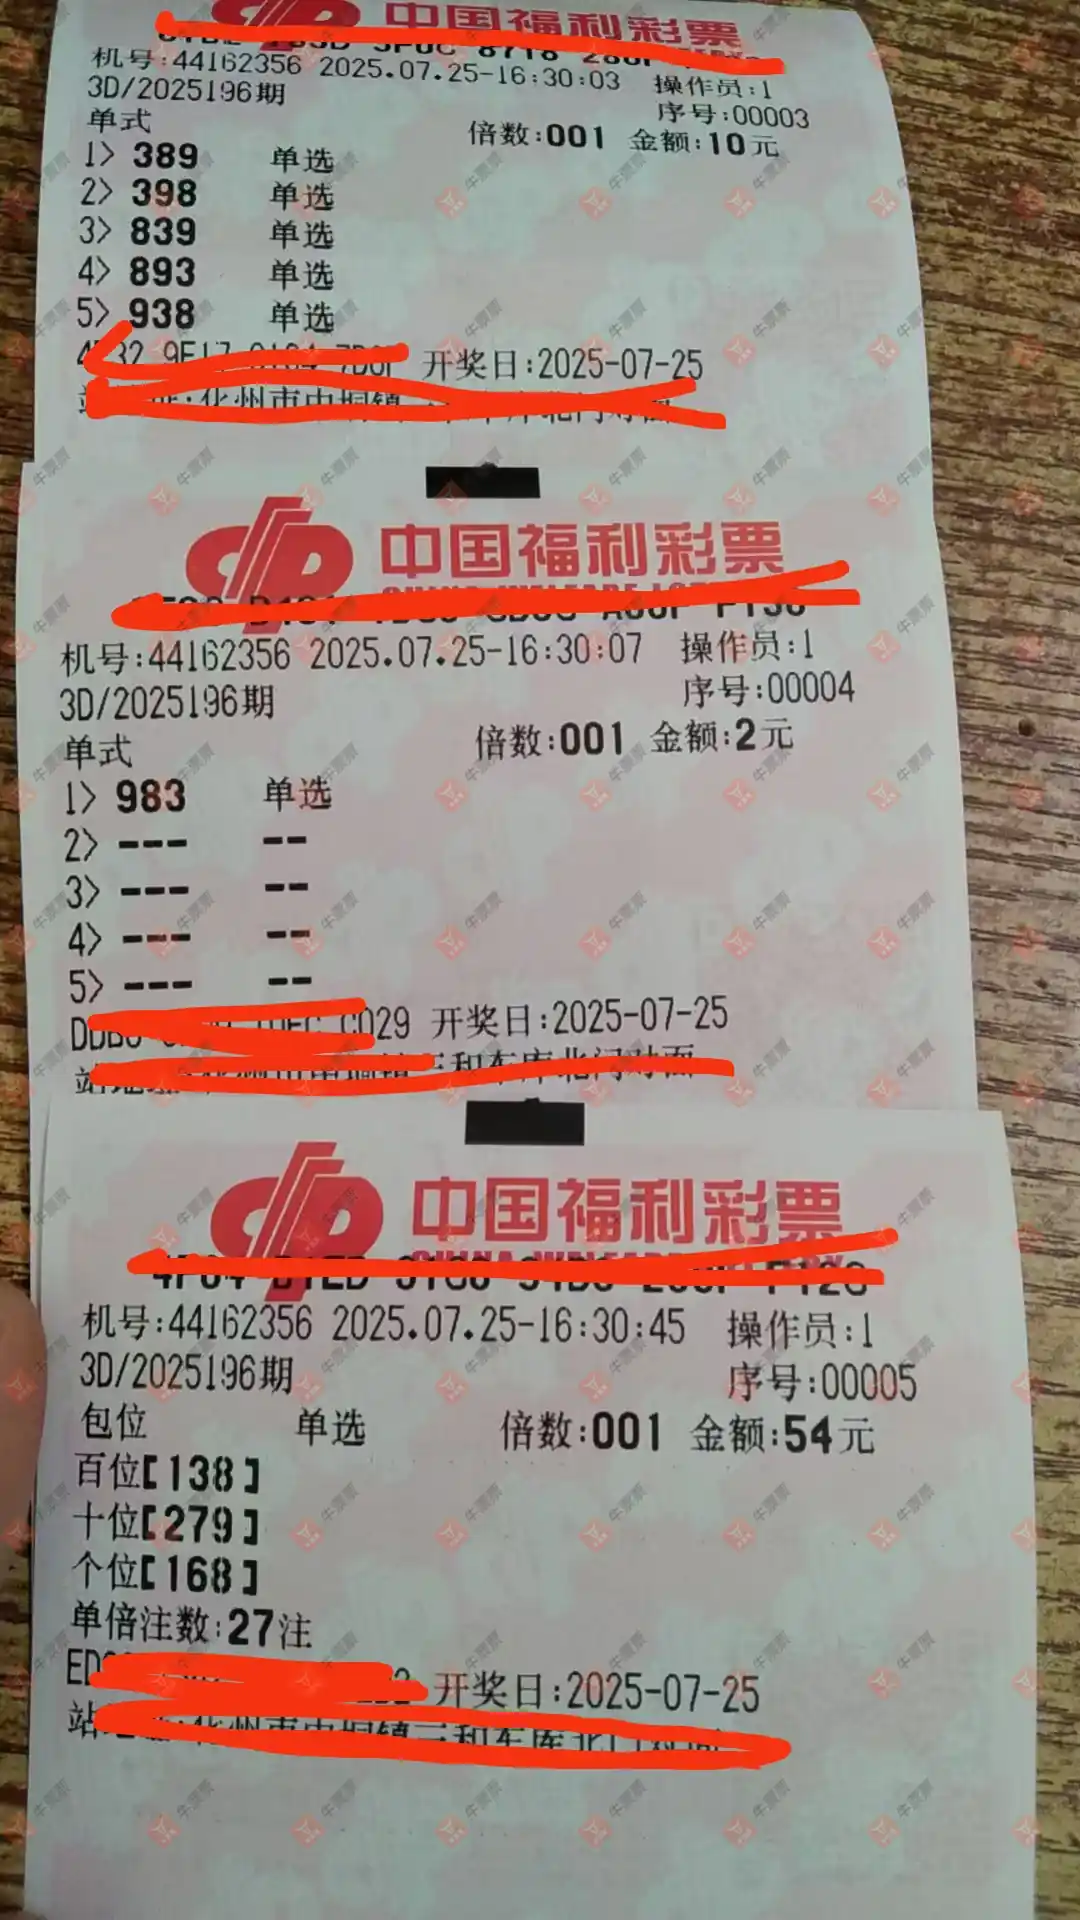 中国福利彩票
机号:44162356 2025.07.25-16:30:03 操作员:1
3D/2025196期 序号:00003
单式 倍数:001 金额:10元
1> 389 单选
2> 398 单选
3> 839 单选
4> 893 单选
5> 938 单选
开奖日:2025-07-25
中国福利彩票
机号:44162356 2025.07.25-16:30:07 操作员:1
3D/2025196期 序号:00004
单式 倍数:001 金额:2元
1> 983 单选
2> --- --
3> --- --
4> --- --
5> --- --
C029 开奖日:2025-07-25
中国福利彩票
机号:44162356 2025.07.25-16:30:45 操作员:1
3D/2025196期 序号:00005
包位 单选 倍数:001 金额:54元
百位[138]
十位[279]
个位[168]
单倍注数:27注
开奖日:2025-07-25
牛票票